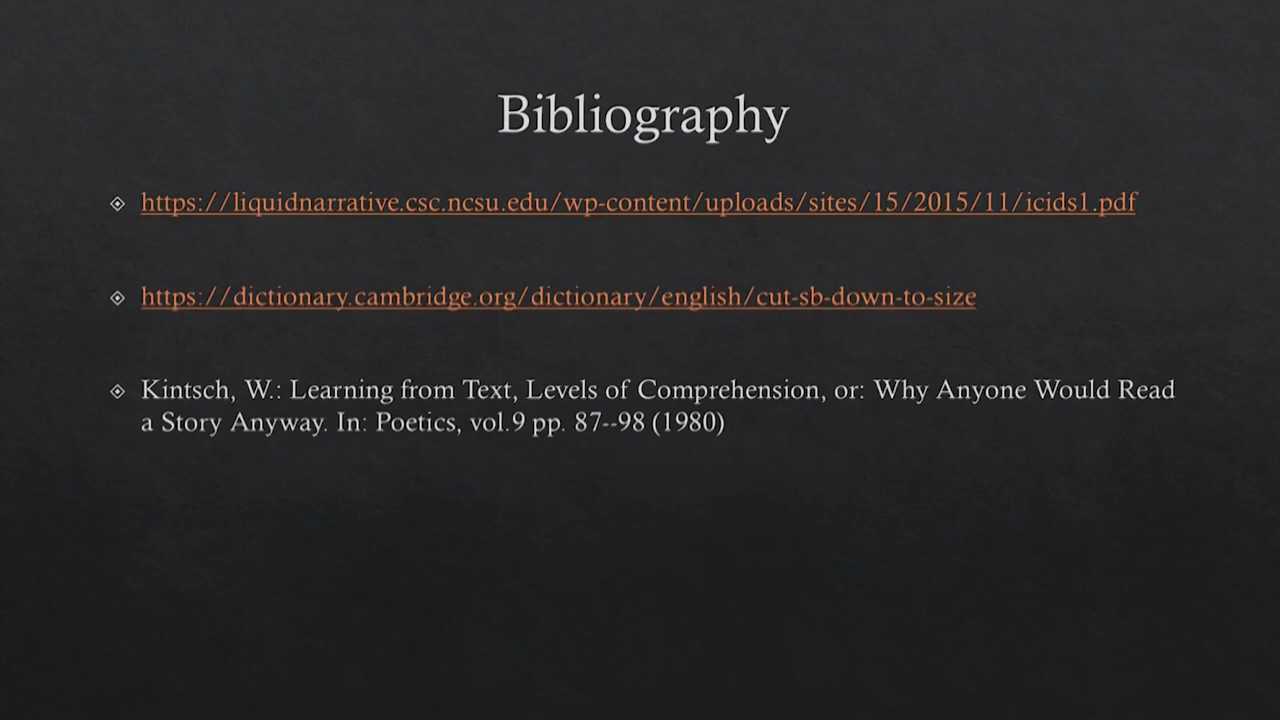 Bibliography
https://liquidnarrative.csc.ncsu.edu/wp-content/uploads/sites/15/2015/11/icids1.pdf
https://dictionary.cambridge.org/dictionary/english/cut-sb-down-to-size
Kintsch, W.: Learning from Text, Levels of Comprehension, or: Why Anyone Would Read
a Story Anyway. In: Poetics, vol.9 pp. 87--98 (1980)